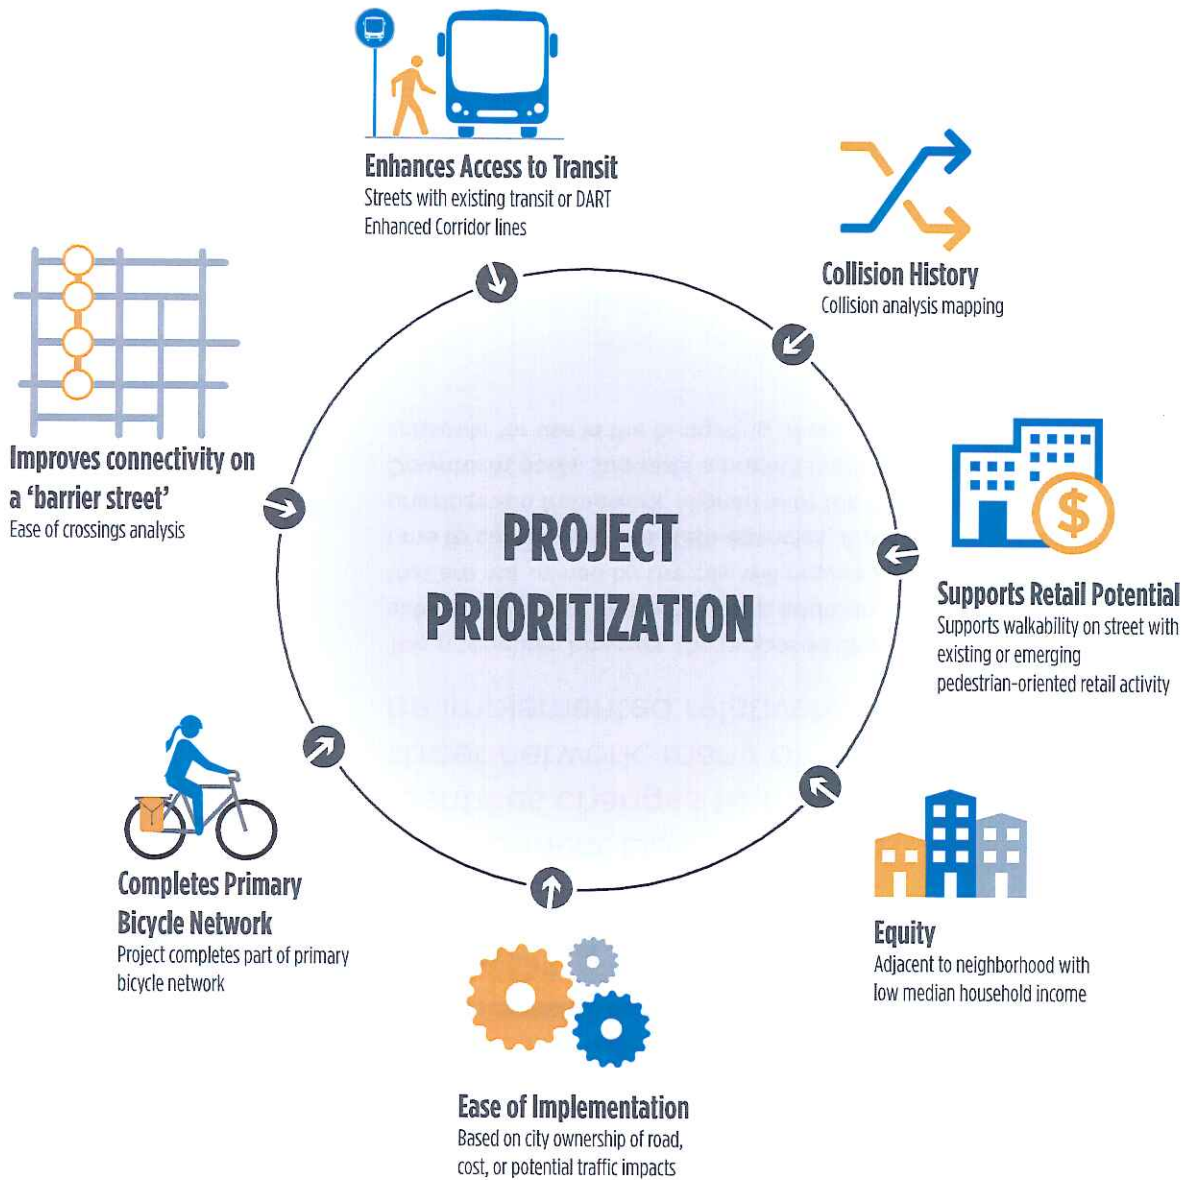 Enhances Access to Transit
Streets with existing transit or DART
Enhanced Corridor lines
Collision History
Collision analysis mapping
Improves connectivity on
a ‘barrier street’
Ease of crossings analysis
$
Supports Retail Potential
Supports walkability on street with
existing or emerging
pedestrian-oriented retail activity
PROJECT
PRIORITIZATION
Completes Primary
Bicycle Network
Project completes part of primary
bicycle network
Equity
Adjacent to neighborhood with
low median household income
Ease of Implementation
Based on city ownership of road,
cost, or potential traffic impacts